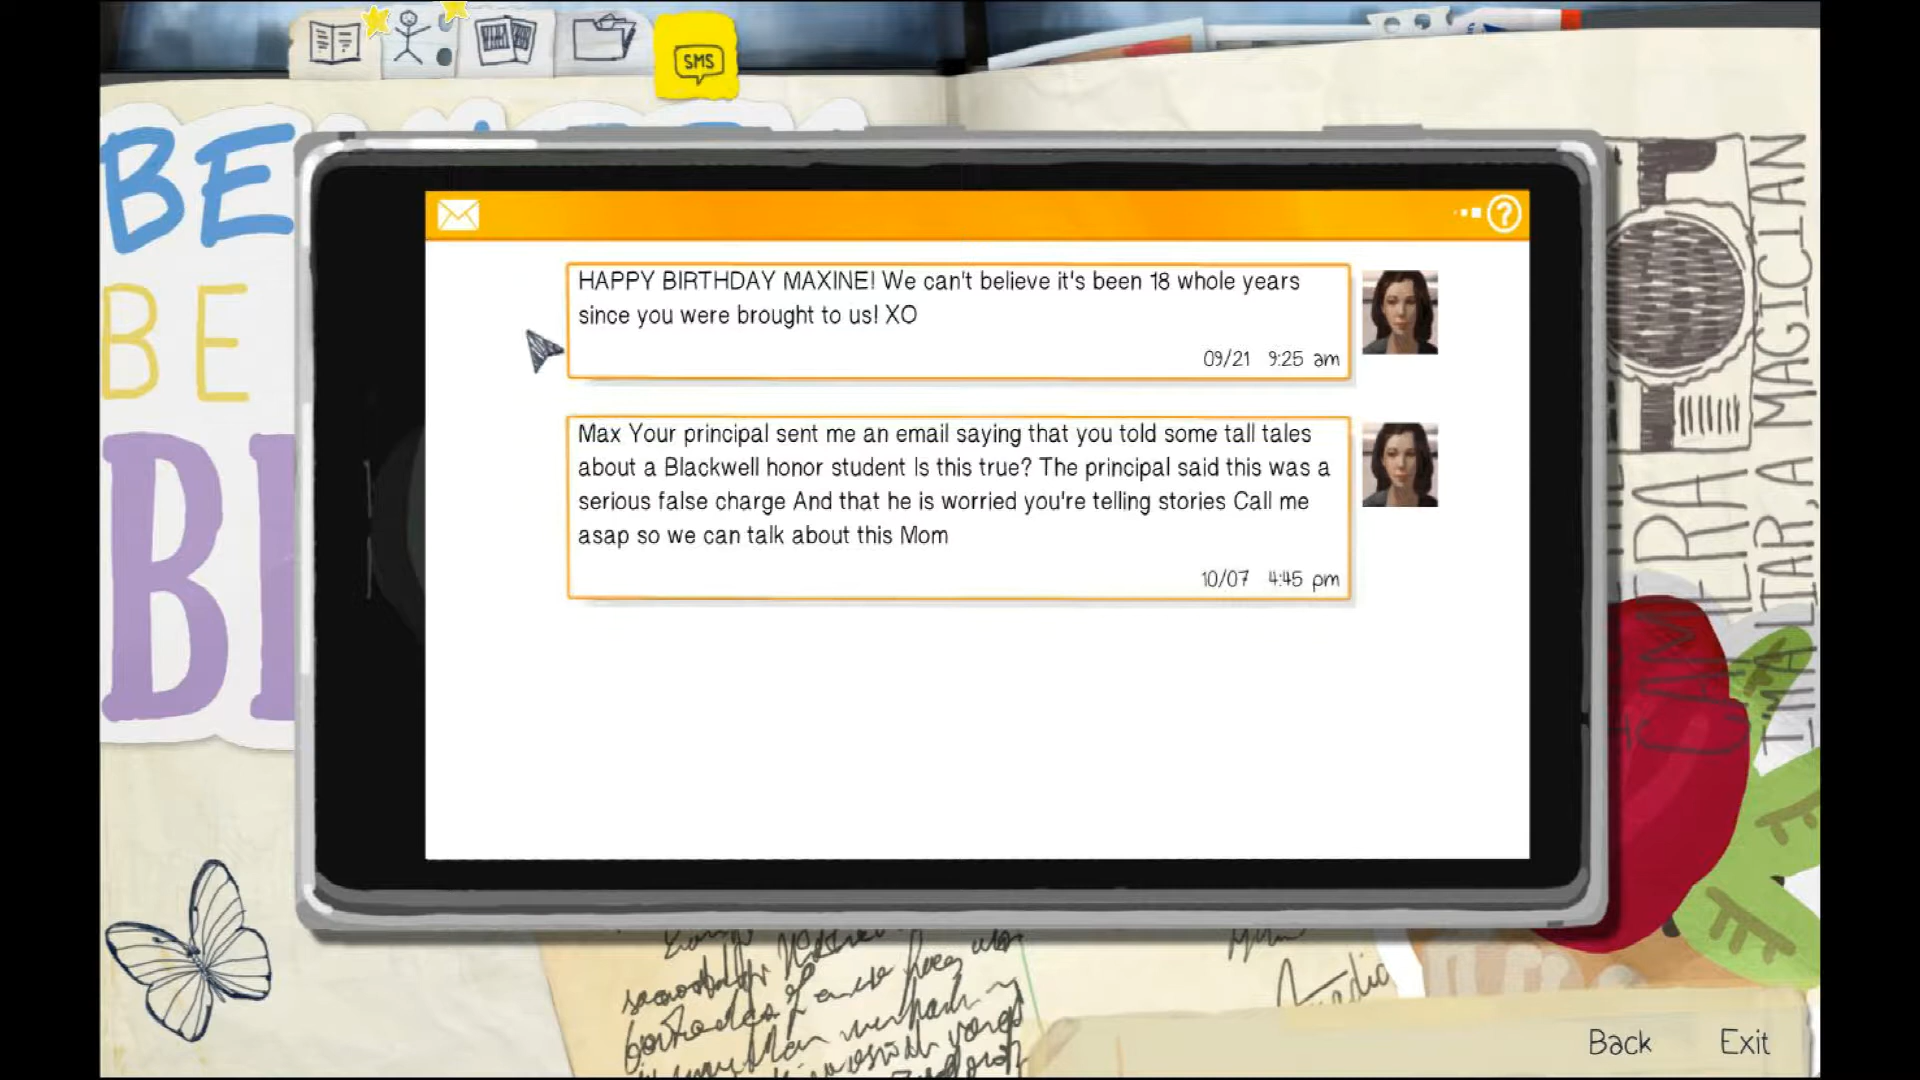 SMS
BE
BE
HAPPY BIRTHDAY MAXINE! We can't believe it's been 18 whole years
since you were brought to us! XO
09/21 9:25 am
Max Your principal sent me an email saying that you told some tall tales
about a Blackwell honor student Is this true? The principal said this was a
serious false charge And that he is worried you're telling stories Call me
asap so we can talk about this Mom
10/07 4:45 pm
CAMERA
LIAR, A MAGICIAN
Back
Exit